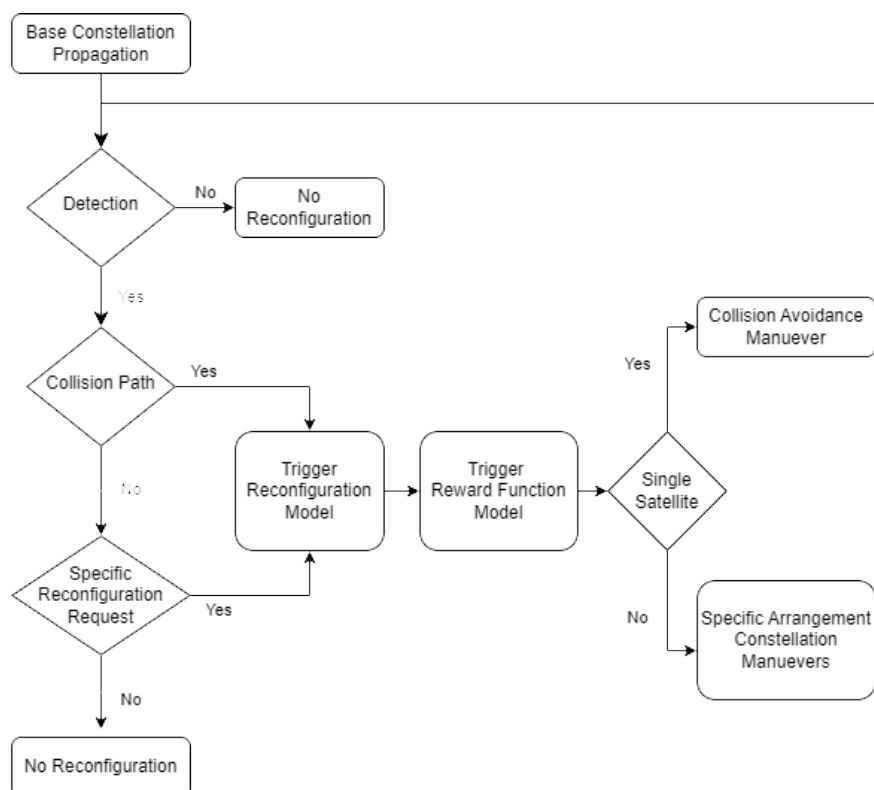 Base Constellation
Propagation
Detection
No
No
Reconfiguration
Yes
Collision Path
Yes
No
Specific
Reconfiguration
Request
Yes
No
No Reconfiguration
Trigger
Reconfiguration
Model
Trigger
Reward Function
Model
Single
Satellite
Yes
Collision Avoidance
Manuever
No
Specific Arrangement
Constellation
Manuevers